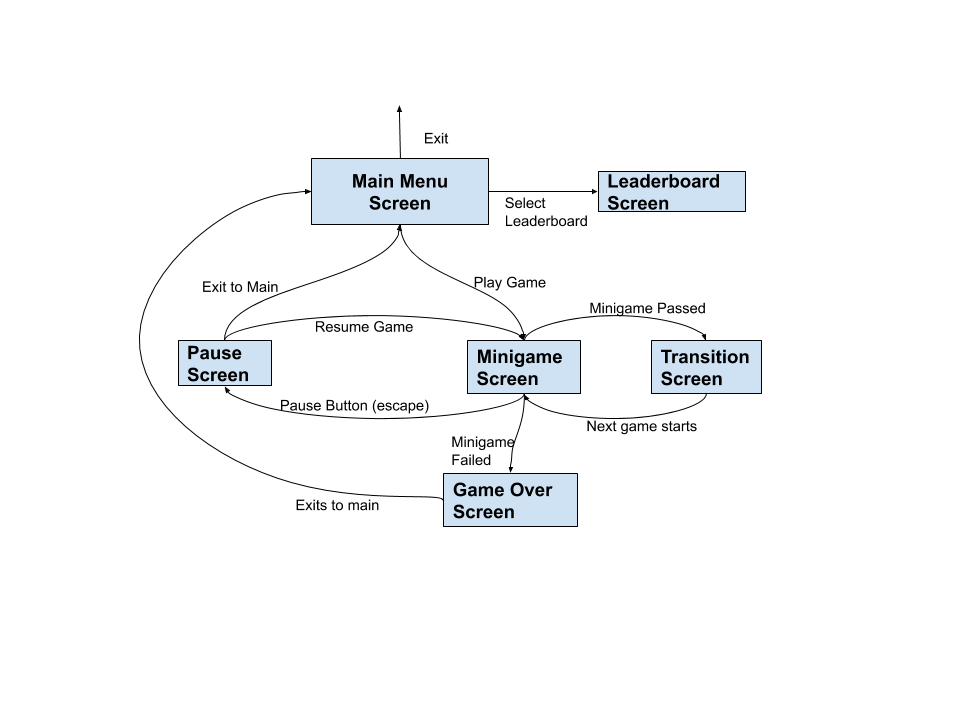 Exit
Main Menu
Screen
Leaderboard
Screen
Select
Leaderboard
Exit to Main
Play Game
Minigame Passed
Resume Game
Pause
Screen
Minigame
Screen
Transition
Screen
Pause Button (escape)
Next game starts
Minigame
Failed
Game Over
Screen
Exits to main